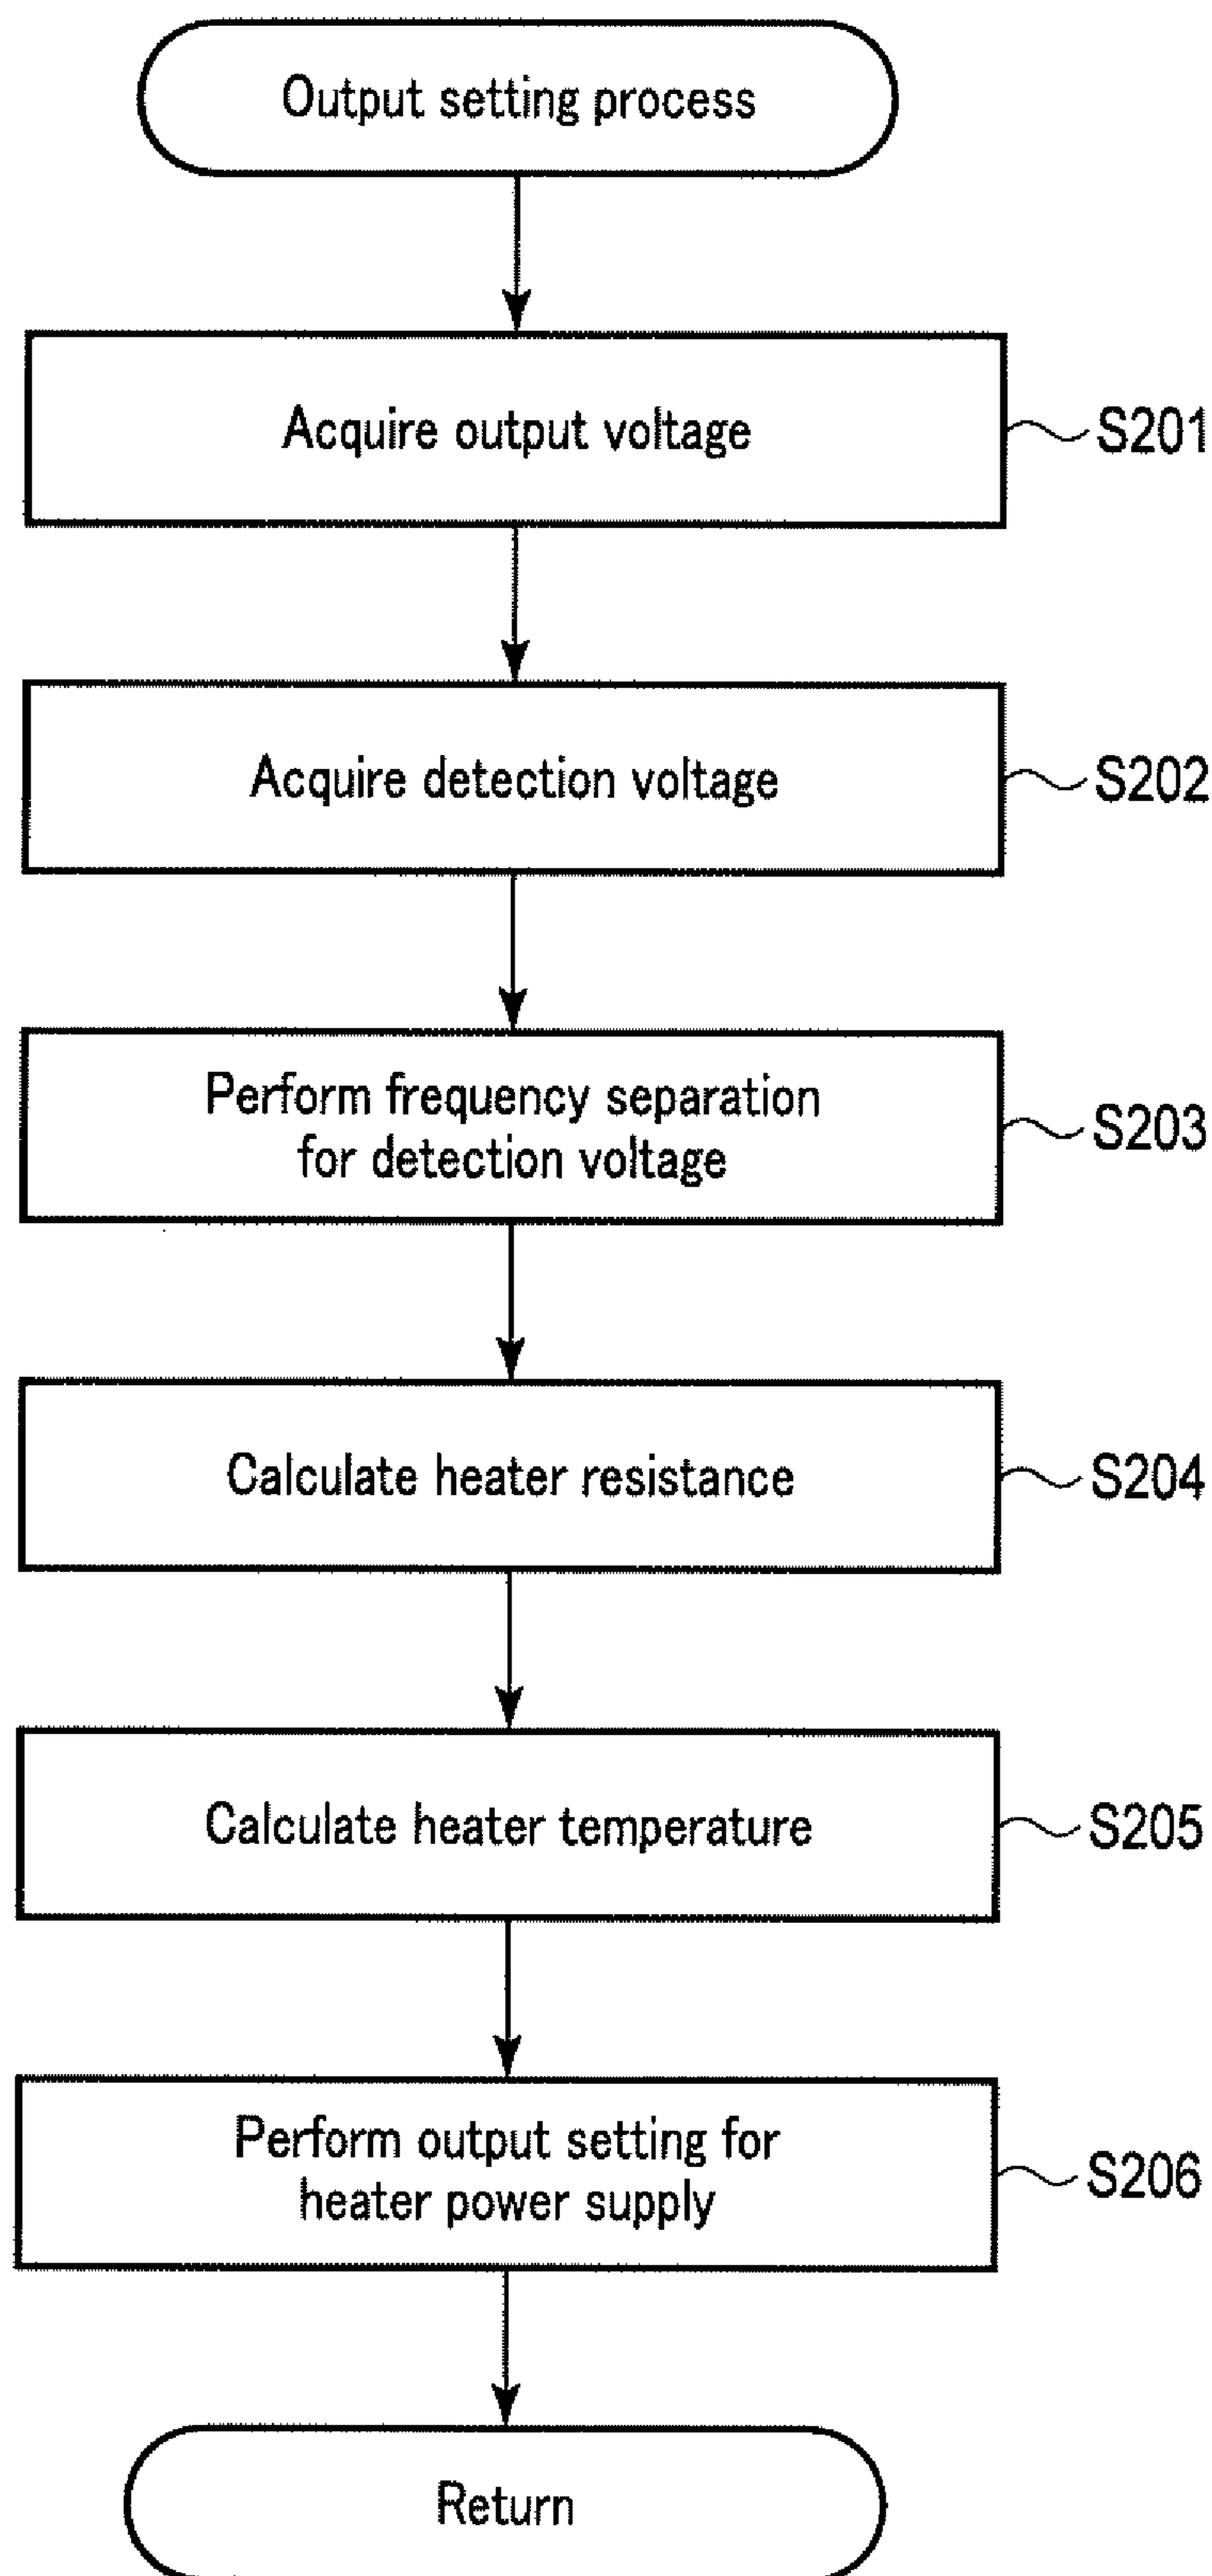 Output setting process
Acquire output voltage
S201
Acquire detection voltage
S202
Perform frequency separation
for detection voltage
S203
Calculate heater resistance
S204
Calculate heater temperature
S205
Perform output setting for
heater power supply
S206
Return